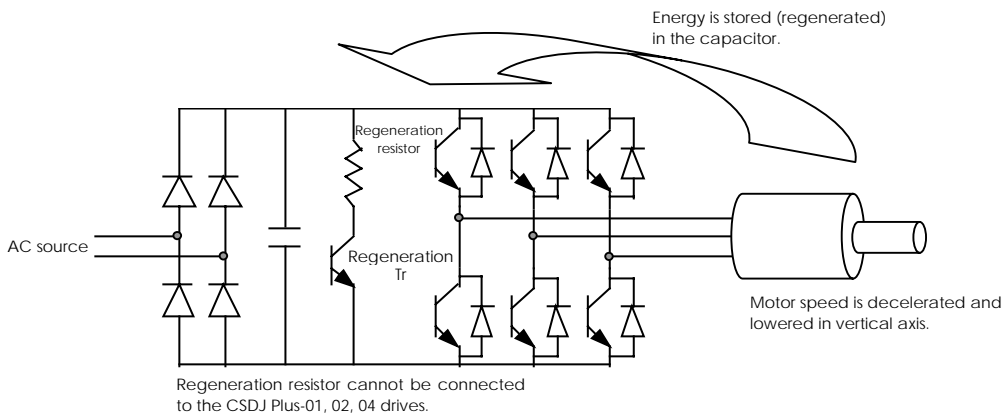 Energy is stored (regenerated)
in the capacitor.
Regeneration
resistor
AC source
Regeneration
Tr
Motor speed is decelerated and
lowered in vertical axis.
Regeneration resistor cannot be connected
to the CSDJ Plus-01, 02, 04 drives.